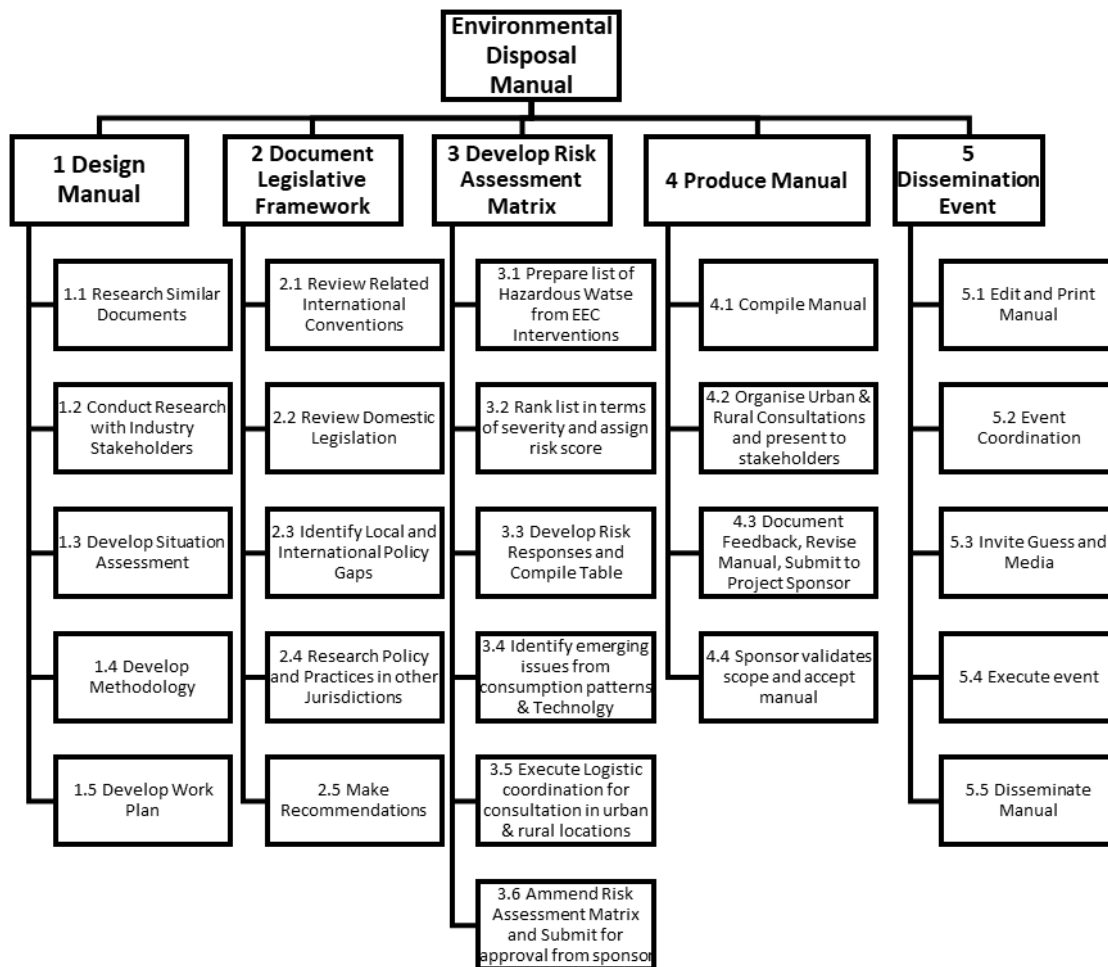 Environmental
Disposal
Manual
1 Design
Manual
2 Document
Legislative
Framework
3 Develop Risk
Assessment
Matrix
4 Produce Manual
5
Dissemination
Event
1.1 Research Similar
Documents
1.2 Conduct Research
with Industry
Stakeholders
1.3 Develop Situation
Assessment
1.4 Develop
Methodology
1.5 Develop Work
Plan
2.1 Review Related
International
Conventions
2.2 Review Domestic
Legislation
2.3 Identify Local and
International Policy
Gaps
2.4 Research Policy
and Practices in other
Jurisdictions
2.5 Make
Recommendations
3.1 Prepare list of
Hazardous Watse
from EEC
Interventions
3.2 Rank list in terms
of severity and assign
risk score
3.3 Develop Risk
Responses and
Compile Table
3.4 Identify emerging
issues from
consumption patterns
& Technolgy
3.5 Execute Logistic
coordination for
consultation in urban
& rural locations
3.6 Ammend Risk
Assessment Matrix
and Submit for
approval from sponsor
4.1 Compile Manual
4.2 Organise Urban &
Rural Consultations
and present to
stakeholders
4.3 Document
Feedback, Revise
Manual, Submit to
Project Sponsor
4.4 Sponsor validates
scope and accept
manual
5.1 Edit and Print
Manual
5.2 Event
Coordination
5.3 Invite Guess and
Media
5.4 Execute event
5.5 Disseminate
Manual